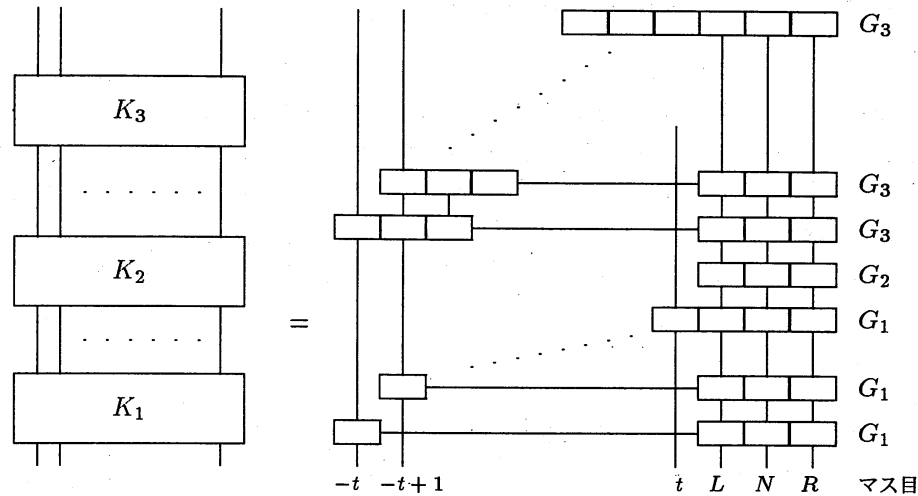 K₃
K₂
K₁
=
G₃
G₃
G₃
G₂
G₁
G₁
G₁
−t −t + 1 t L N R マス目